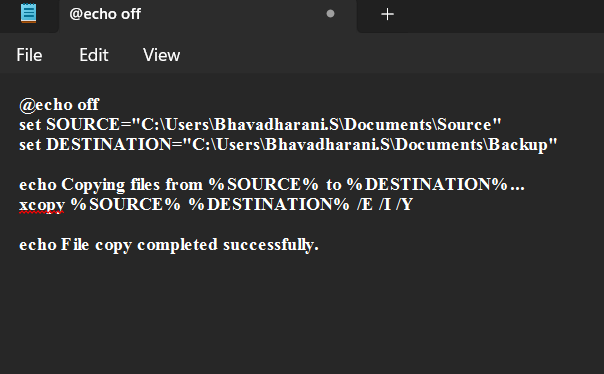 @echo off
File Edit View
@echo off
set SOURCE="C:\Users\Bhavadharani.S\Documents\Source"
set DESTINATION="C:\Users\Bhavadharani.S\Documents\Backup"
echo Copying files from %SOURCE% to %DESTINATION%...
xcopy %SOURCE% %DESTINATION% /E /I /Y
echo File copy completed successfully.